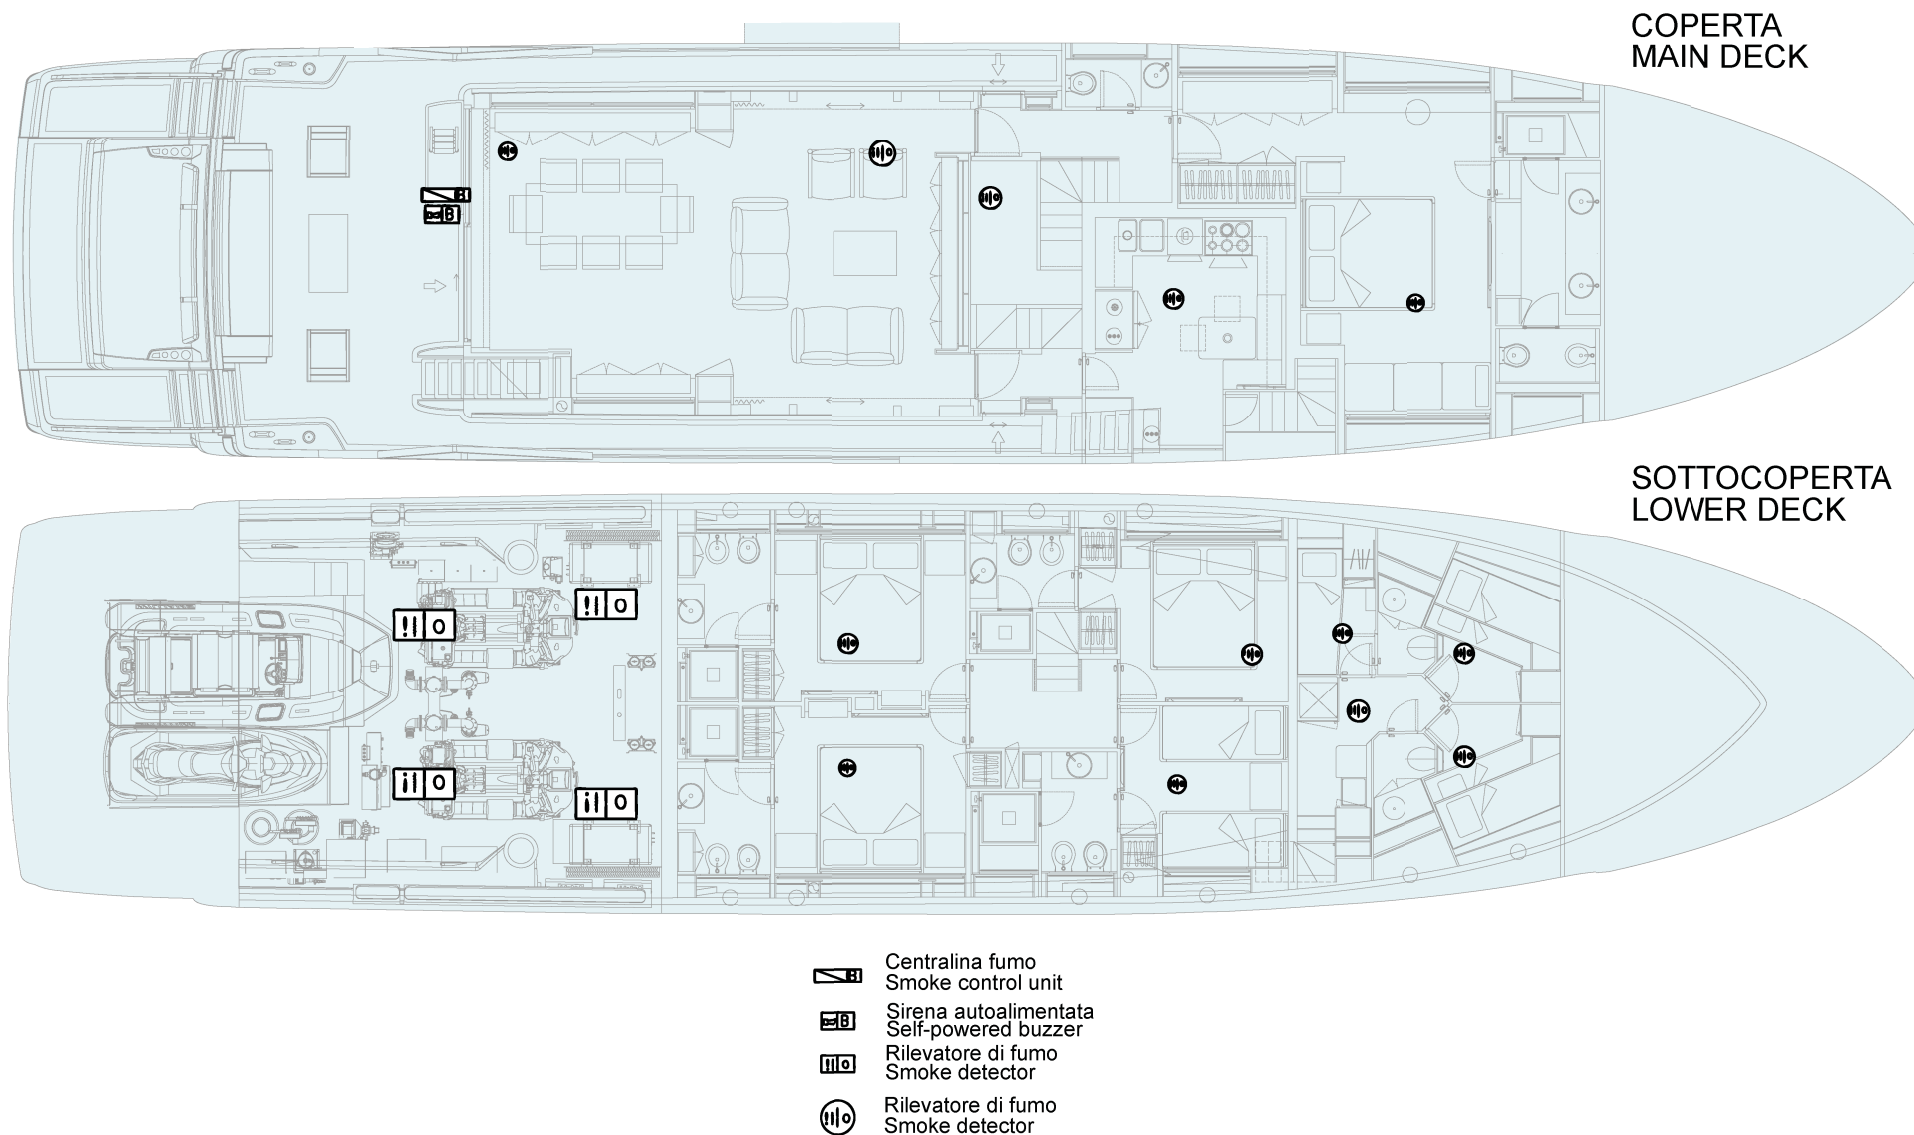 COPERTA
MAIN DECK
SOTTOCOPERTA
LOWER DECK
B
B
Centralina fumo
Smoke control unit
B
Sirena autoalimentata
Self-powered buzzer
B
Rilevatore di fumo
Smoke detector
Rilevatore di fumo
Smoke detector